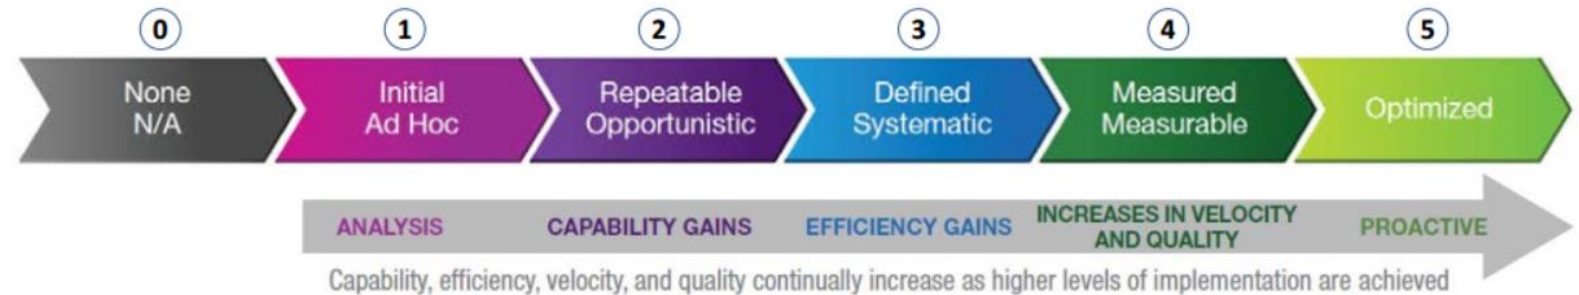 0 1 2 3 4 5
None
N/A
Initial
Ad Hoc
Repeatable
Opportunistic
Defined
Systematic
Measured
Measurable
Optimized
ANALYSIS
CAPABILITY GAINS
EFFICIENCY GAINS
INCREASES IN VELOCITY
AND QUALITY
PROACTIVE
Capability, efficiency, velocity, and quality continually increase as higher levels of implementation are achieved